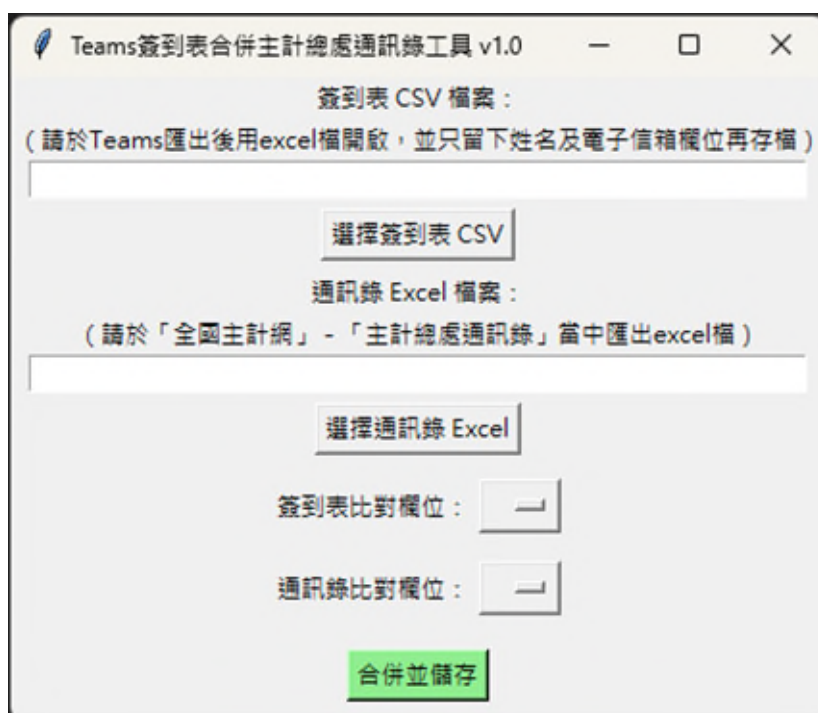 Teams簽到表合併主計總處通訊錄工具 v1.0
簽到表 CSV 檔案：
（請於Teams匯出後用excel檔開啟，並只留下姓名及電子信箱欄位再存檔）
選擇簽到表 CSV
通訊錄 Excel 檔案：
（請於「全國主計網」-「主計總處通訊錄」當中匯出excel檔）
選擇通訊錄 Excel
簽到表比對欄位：
通訊錄比對欄位：
合併並儲存